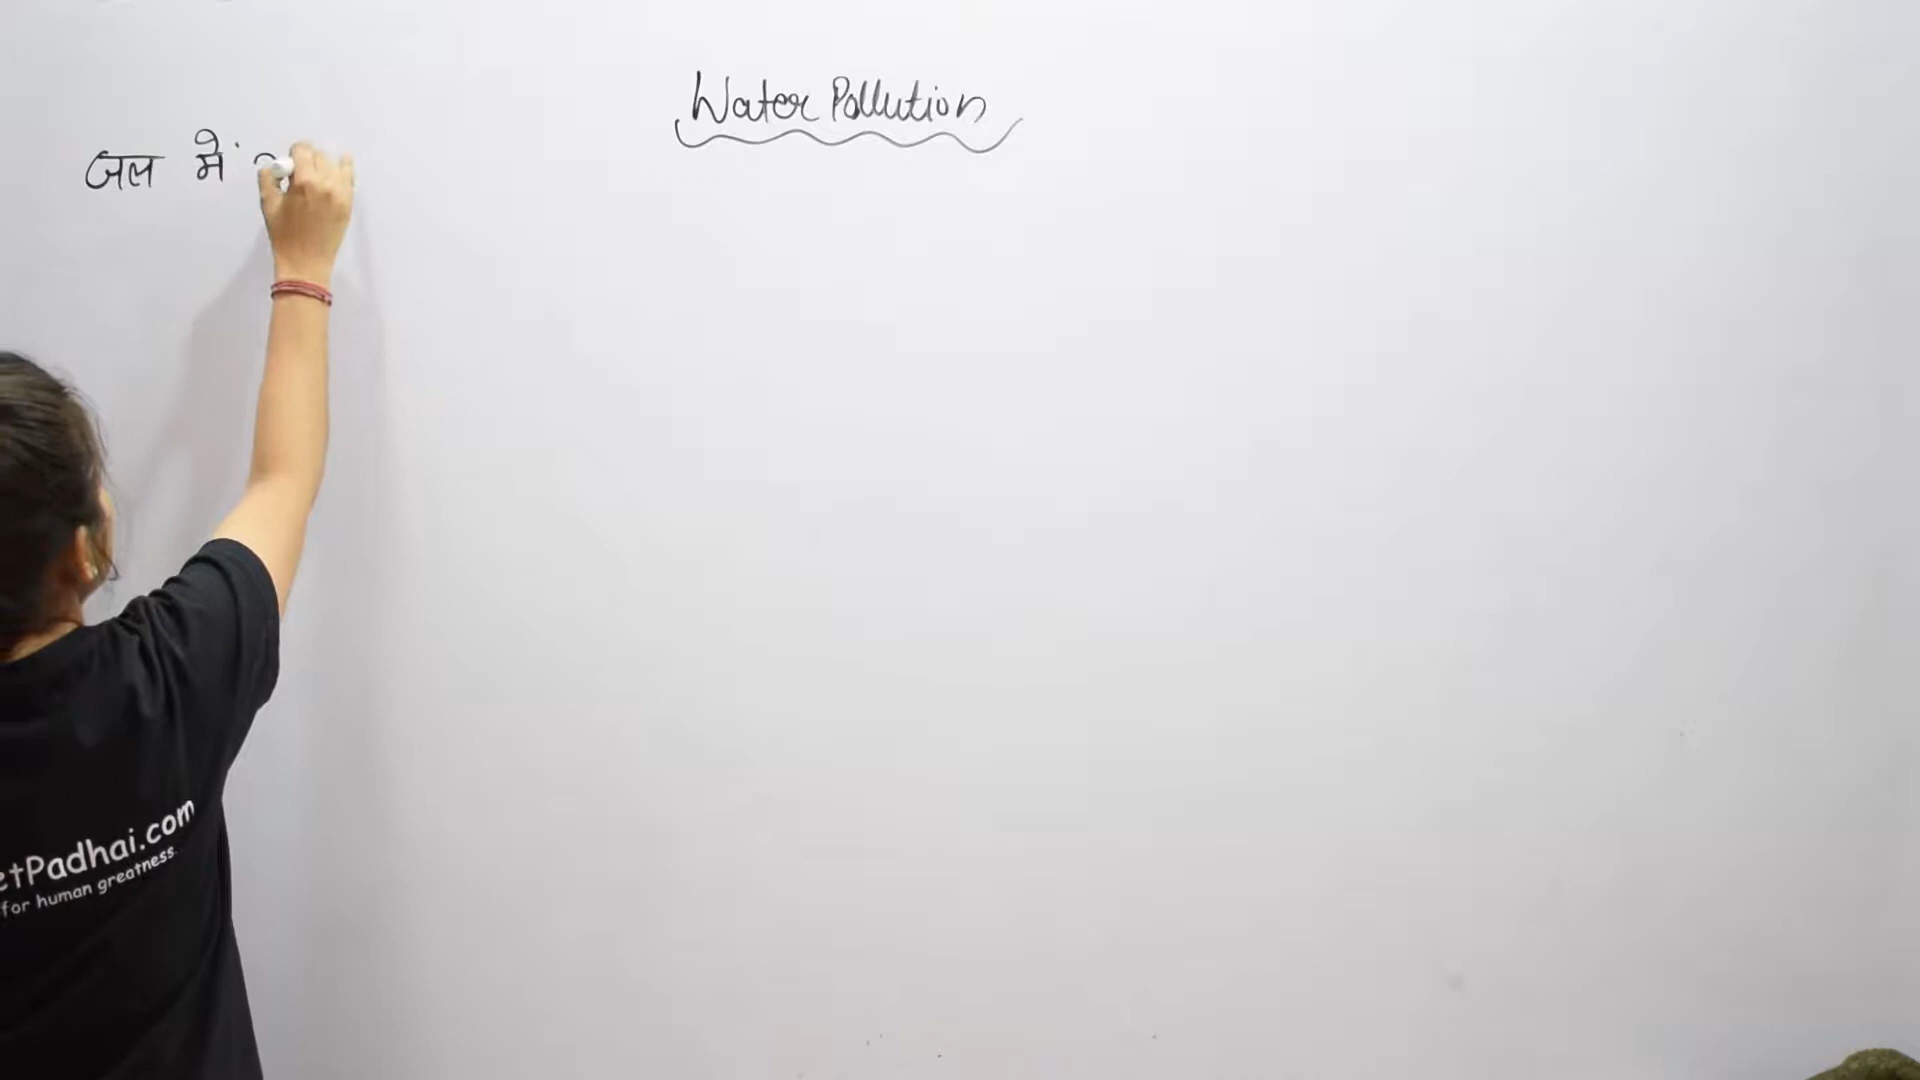 Water Pollution
जल में
etPadhai.com
for human greatness